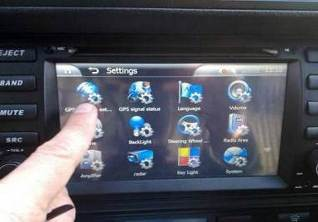 EJECT
Settings
BAND
GPS signal status
Language
Volume
MUTE
BackLight
Steering Wheel
Radio Area
SRC
VOL
Amplifier
radar
Key Light
System